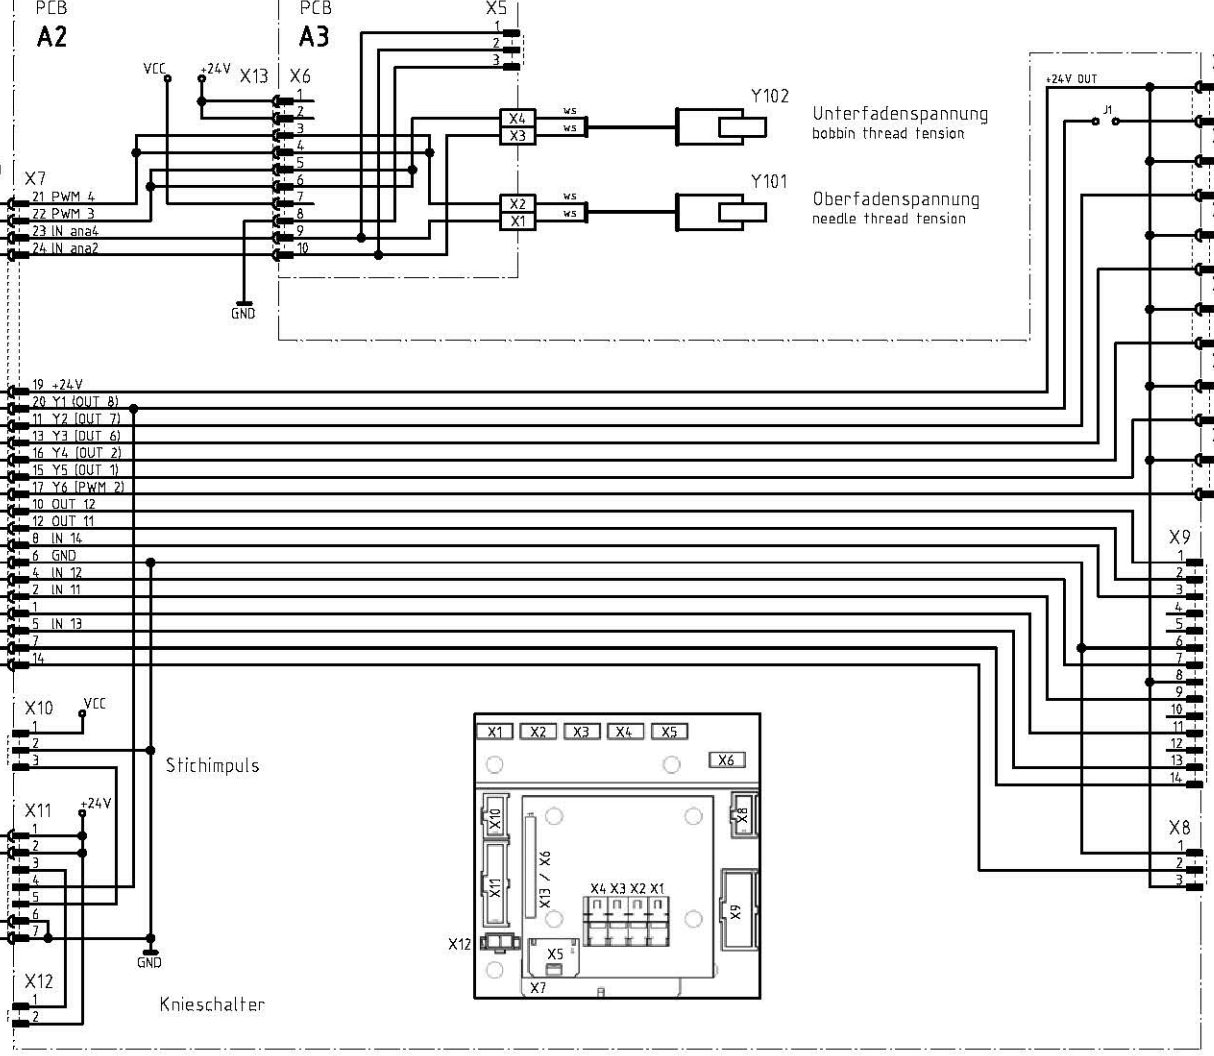 PCB
A2
PCB
A3
X5
1
2
3
VCC
+24V
X13
X6
1
2
3
4
5
6
7
8
9
10
X4
X3
ws
ws
Y102
Unterfadenspannung
bobbin thread tension
X2
X1
ws
ws
Y101
Oberfadenspannung
needle thread tension
+24V OUT
J1
X7
21 PWM 4
22 PWM 3
23 IN ana4
24 IN ana2
GND
19 +24V
20 Y1 (OUT 8)
11 Y2 (OUT 7)
13 Y3 (OUT 6)
16 Y4 (OUT 2)
15 Y5 (OUT 1)
17 Y6 (PWM 2)
10 OUT 12
12 OUT 11
8 IN 14
6 GND
4 IN 12
2 IN 11
1
5 IN 13
7
14
X9
1
2
3
4
5
6
7
8
9
10
11
12
13
14
X8
1
2
3
X10
VCC
1
2
3
Stichimpuls
X11
+24V
1
2
3
4
5
6
7
GND
X12
1
2
Knieschalter
X1 X2 X3 X4 X5
X6
X10
X8
X11
X13 / X6
X4 X3 X2 X1
X9
X12
X5
X7